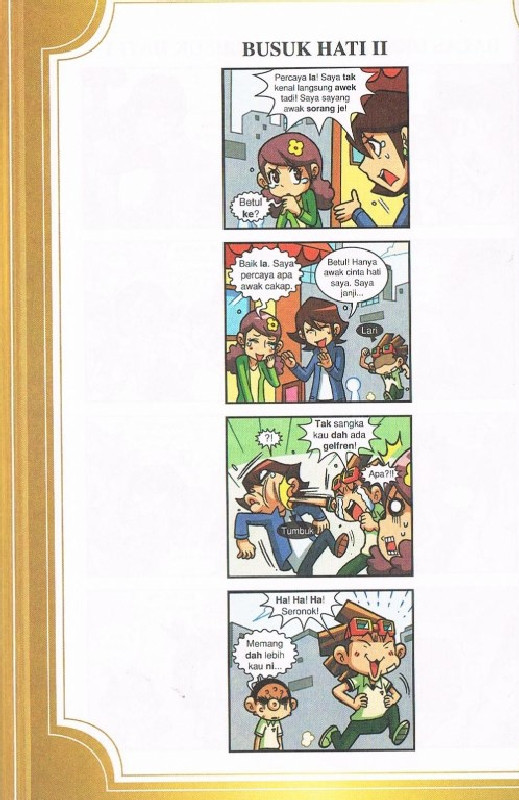 BUSUK HATI II
Percaya la! Saya tak
kenal langsung awek
tadi!! Saya sayang
awak sorang je!
Betul
ke?
Baik la. Saya
percaya apa
awak cakap.
Betul! Hanya
awak cinta hati
saya. Saya
janji...
Lari
?!
Tak sangka
kau dah ada
gelfren!
Apa?!!
Tumbuk
Ha! Ha! Ha!
Seronok!
Memang
dah lebih
kau ni...